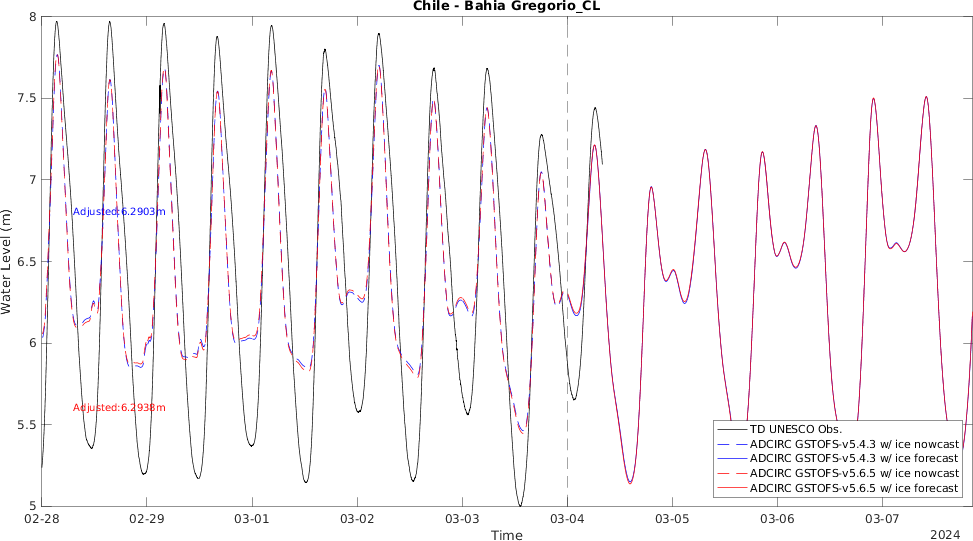 Chile - Bahia Gregorio_CL
8
7.5
7
6.5
6
5.5
5
Water Level (m)
Adjusted:6.2903m
Adjusted:6.2938m
TD UNESCO Obs.
ADCIRC GSTOFS-v5.4.3 w/ ice nowcast
ADCIRC GSTOFS-v5.4.3 w/ ice forecast
ADCIRC GSTOFS-v5.6.5 w/ ice nowcast
ADCIRC GSTOFS-v5.6.5 w/ ice forecast
02-28 02-29 03-01 03-02 03-03 03-04 03-05 03-06 03-07
Time
2024